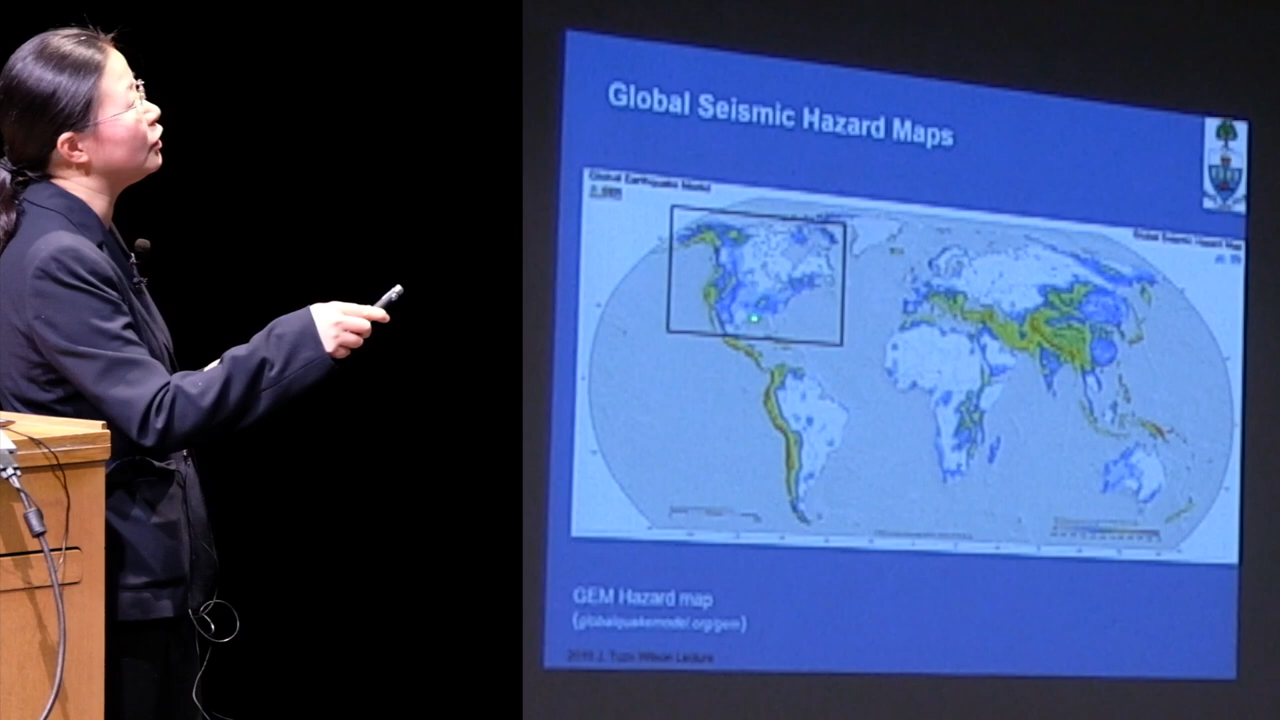 Global Seismic Hazard Maps
Global Earthquake Model
Global Seismic Hazard Map
GEM Hazard map
(globalquakemodel.org/gem)
2019 J. Tuzo Wilson Lecture